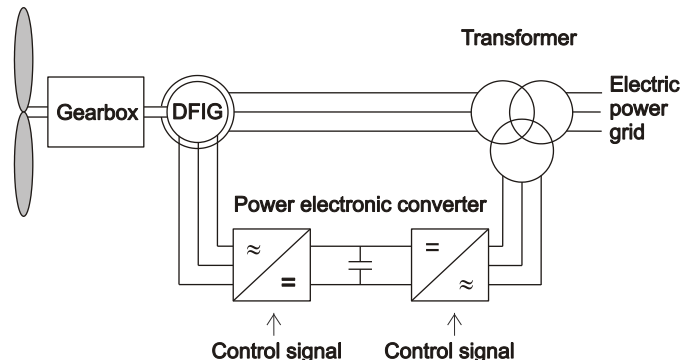 Transformer
Electric
power
grid
Gearbox
DFIG
Power electronic converter
≈
=
=
≈
Control signal
Control signal